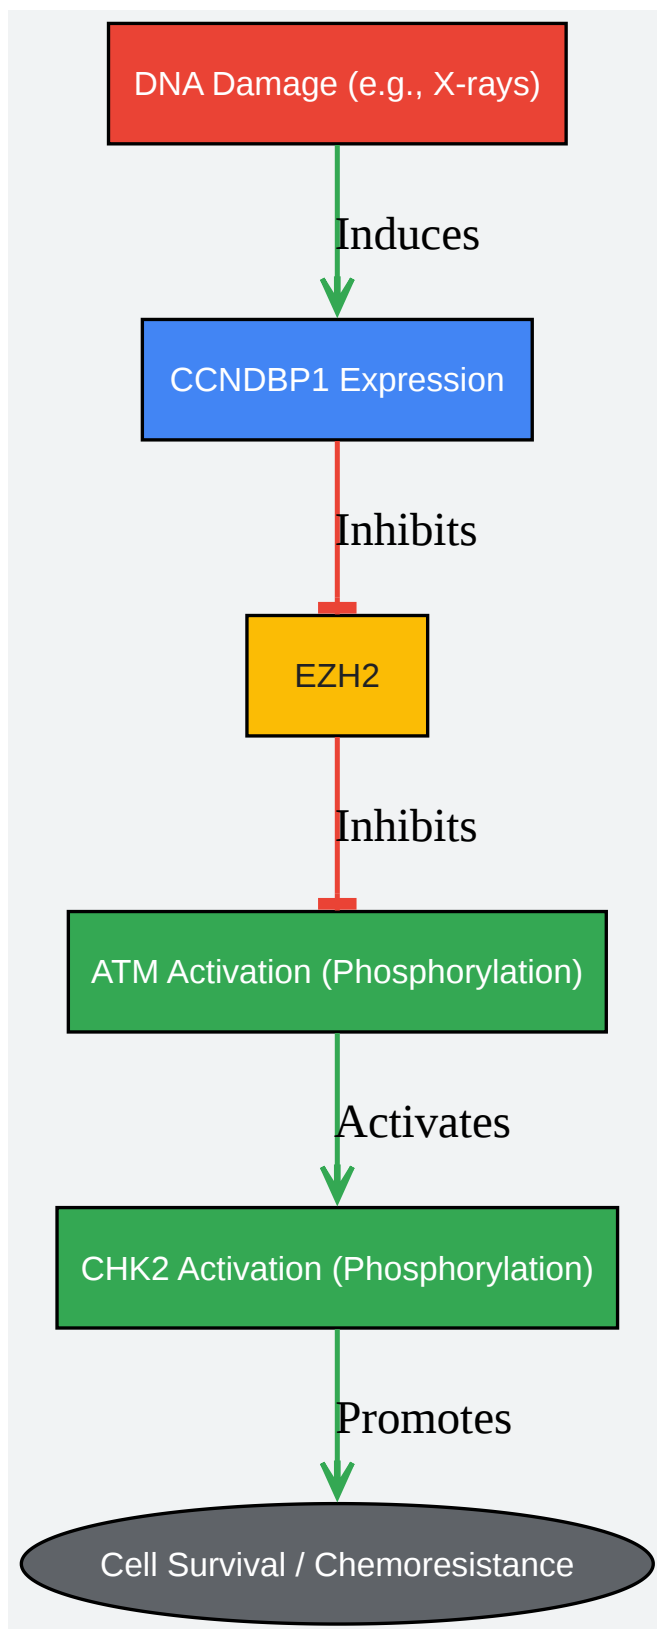 DNA Damage (e.g., X-rays)
Induces
CCNDBP1 Expression
Inhibits
EZH2
Inhibits
ATM Activation (Phosphorylation)
Activates
CHK2 Activation (Phosphorylation)
Promotes
Cell Survival / Chemoresistance